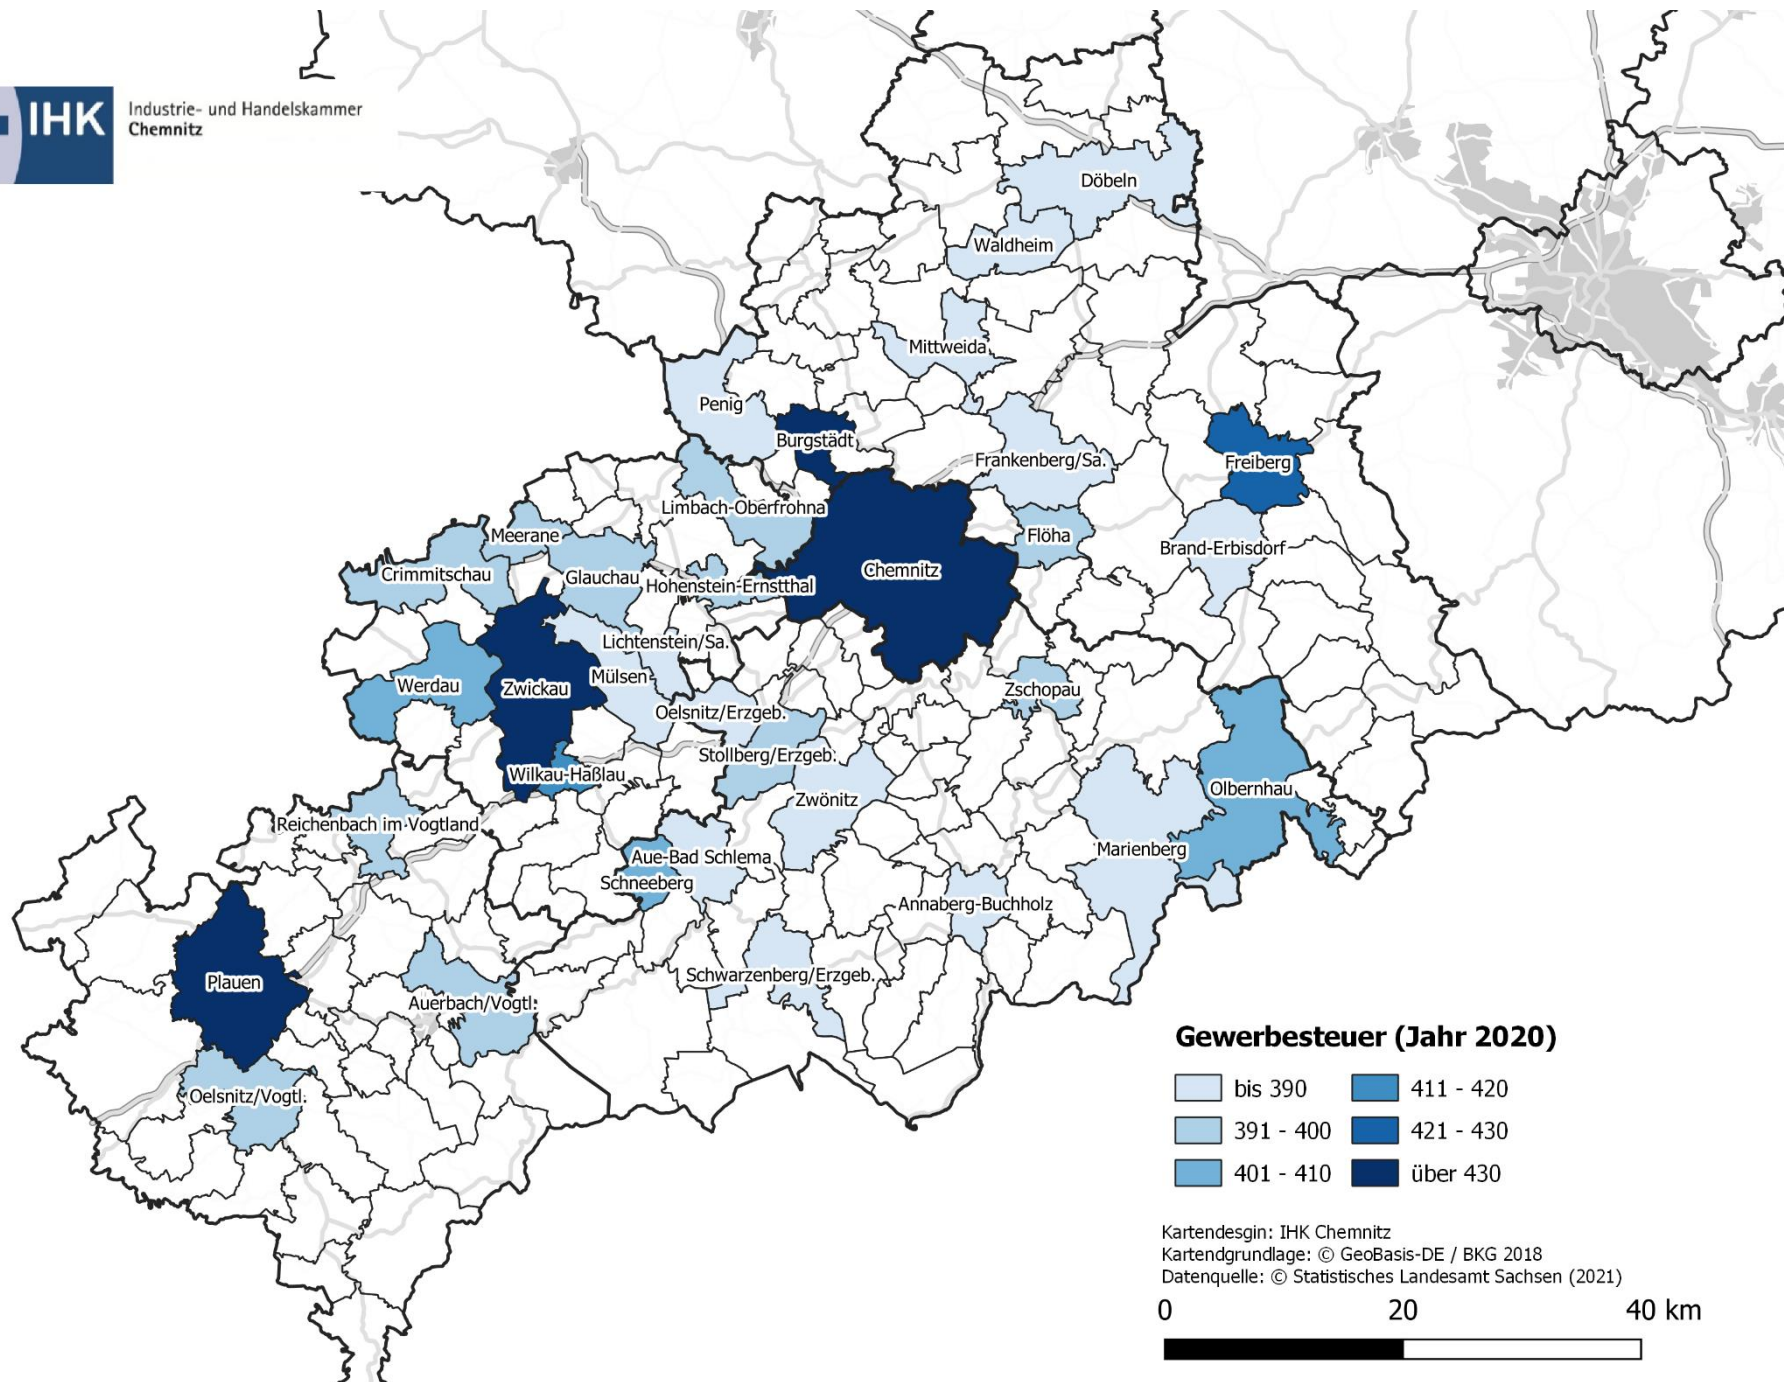 IHK
Industrie- und Handelskammer
Chemnitz
Döbeln
Waldheim
Mittweida
Penig
Burgstädt
Frankenberg/Sa.
Freiberg
Limbach-Oberfrohna
Meerane
Flöha
Brand-Erbisdorf
Crimmitschau
Glauchau
Hohenstein-Ernstthal
Chemnitz
Lichtenstein/Sa.
Werdau
Zwickau
Mülsen
Zschopau
Oelsnitz/Erzgeb.
Stollberg/Erzgeb.
Wilkau-Haßlau
Zwönitz
Olbernhau
Reichenbach im Vogtland
Marienberg
Aue-Bad Schlema
Schneeberg
Annaberg-Buchholz
Schwarzenberg/Erzgeb.
Plauen
Auerbach/Vogtl.
Oelsnitz/Vogtl.
Gewerbesteuer (Jahr 2020)
bis 390
411 - 420
391 - 400
421 - 430
401 - 410
über 430
Kartendesgin: IHK Chemnitz
Kartendgrundlage: © GeoBasis-DE / BKG 2018
Datenquelle: © Statistisches Landesamt Sachsen (2021)
0 20 40 km